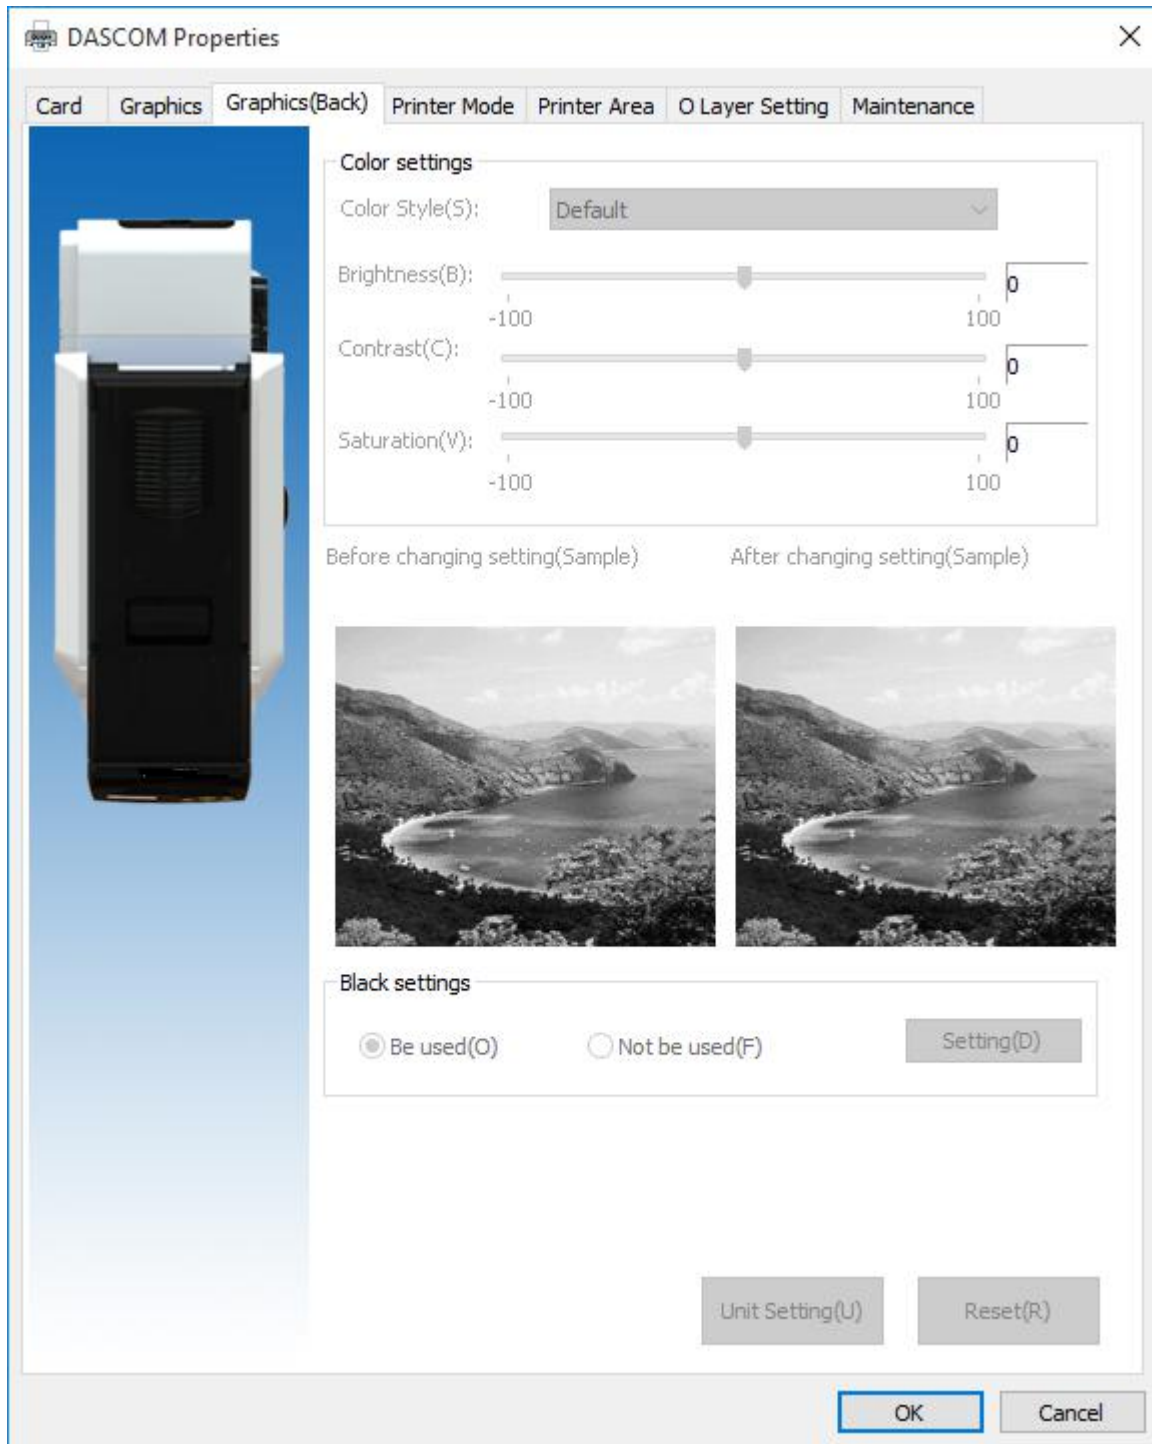 DASCOM Properties
Card Graphics Graphics(Back) Printer Mode Printer Area O Layer Setting Maintenance
Color settings
Color Style(S): Default
Brightness(B): 0
-100 100
Contrast(C): 0
-100 100
Saturation(V): 0
-100 100
Before changing setting(Sample) After changing setting(Sample)
Black settings
Be used(O) Not be used(F) Setting(D)
Unit Setting(U) Reset(R)
OK Cancel